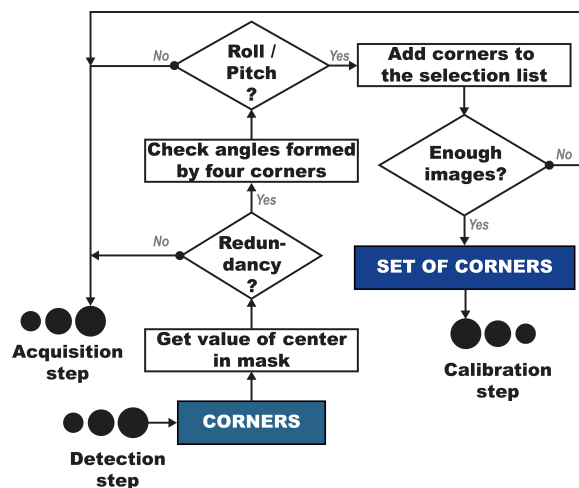 No
Roll /
Pitch
?
Yes
Add corners to
the selection list
Check angles formed
by four corners
Enough
images?
No
Yes
No
Redun-
dancy
?
Yes
SET OF CORNERS
Acquisition
step
Get value of center
in mask
Calibration
step
CORNERS
Detection
step